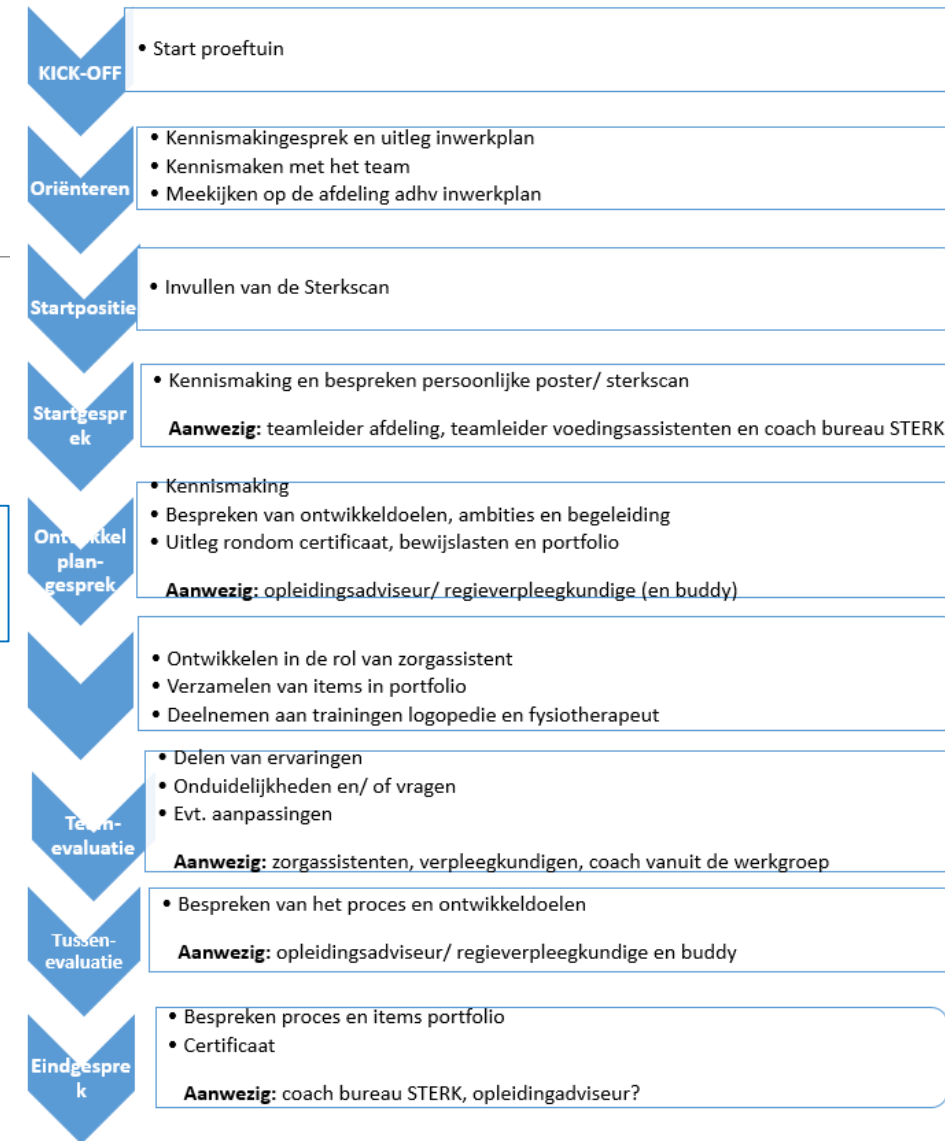 KICK-OFF
• Start proeftuin
Oriënteren
• Kennismakingesprek en uitleg inwerkplan
• Kennismaken met het team
• Meekijken op de afdeling adhv inwerkplan
Startpositie
• Invullen van de Sterkscan
Startgespr
ek
• Kennismaking en bespreken persoonlijke poster/ sterkscan
Aanwezig: teamleider afdeling, teamleider voedingsassistenten en coach bureau STERK
Ontwikkel
plan-
gesprek
• Kennismaking
• Bespreken van ontwikkeldoelen, ambities en begeleiding
• Uitleg rondom certificaat, bewijslasten en portfolio
Aanwezig: opleidingsadviseur/ regieverpleegkundige (en buddy)
• Ontwikkelen in de rol van zorgassistent
• Verzamelen van items in portfolio
• Deelnemen aan trainingen logopedie en fysiotherapeut
Team-
evaluatie
• Delen van ervaringen
• Onduidelijkheden en/ of vragen
• Evt. aanpassingen
Aanwezig: zorgassistenten, verpleegkundigen, coach vanuit de werkgroep
Tussen-
evaluatie
• Bespreken van het proces en ontwikkeldoelen
Aanwezig: opleidingsadviseur/ regieverpleegkundige en buddy
Eindgespre
k
• Bespreken proces en items portfolio
• Certificaat
Aanwezig: coach bureau STERK, opleidingadviseur?